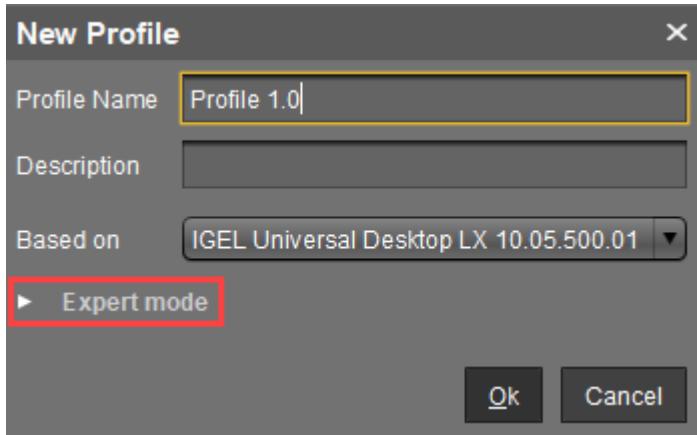 New Profile
Profile Name Profile 1.0
Description
Based on IGEL Universal Desktop LX 10.05.500.01
Expert mode
Ok Cancel